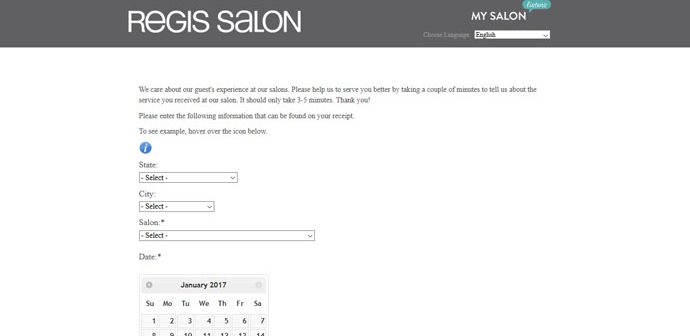 REGIS SALON
MY SALON listens
Choose Language: English
We care about our guest's experience at our salons. Please help us to serve you better by taking a couple of minutes to tell us about the
service you received at our salon. It should only take 3-5 minutes. Thank you!
Please enter the following information that can be found on your receipt.
To see example, hover over the icon below.
i
State:
- Select -
City:
- Select -
Salon:*
- Select -
Date:*
January 2017
Su Mo Tu We Th Fr Sa
1 2 3 4 5 6 7
8 9 10 11 12 13 14